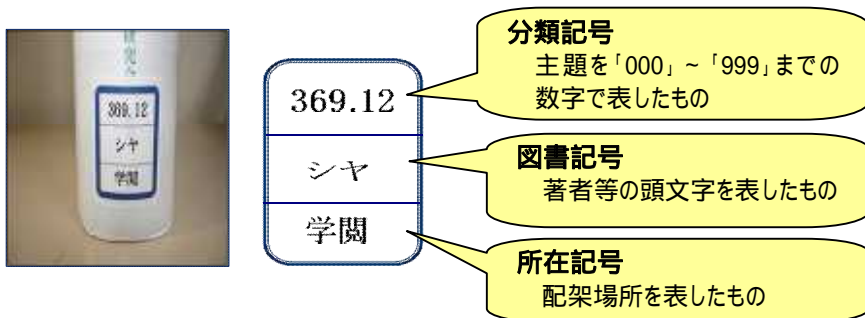 369.12
シヤ
学閲
369.12
シヤ
学閲
分類記号
主題を「000」~「999」までの
数字で表したもの
図書記号
著者等の頭文字を表したもの
所在記号
配架場所を表したもの